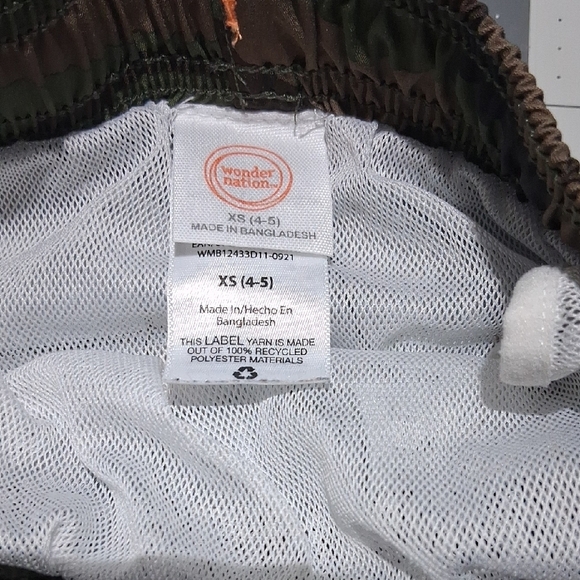 wonder
nation™
XS (4-5)
MADE IN BANGLADESH
WMB12433D11-0921
XS (4-5)
Made In/Hecho En
Bangladesh
THIS LABEL YARN IS MADE
OUT OF 100% RECYCLED
POLYESTER MATERIALS